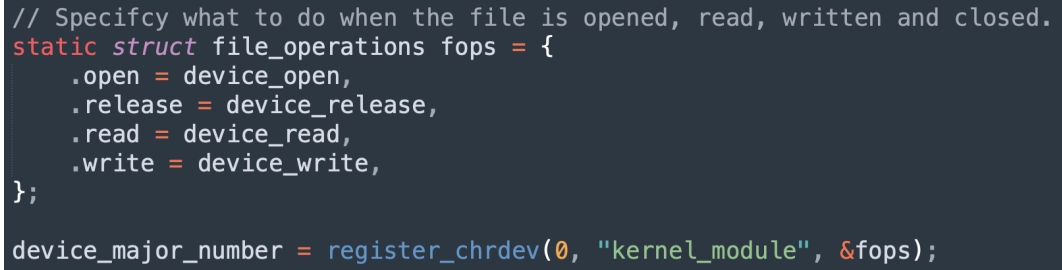 // Specifcy what to do when the file is opened, read, written and closed.
static struct file_operations fops = {
    .open = device_open,
    .release = device_release,
    .read = device_read,
    .write = device_write,
};

device_major_number = register_chrdev(0, "kernel_module", &fops);